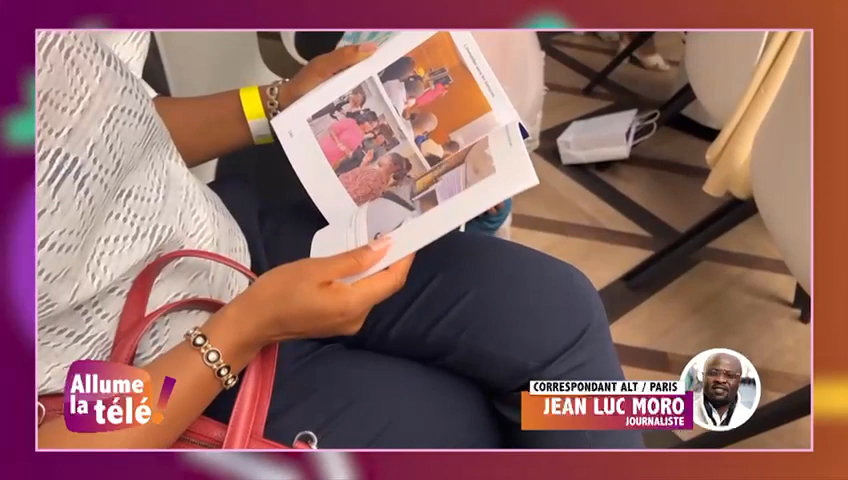 Allume
la télé!
CORRESPONDANT ALT / PARIS
JEAN LUC MORO
JOURNALISTE